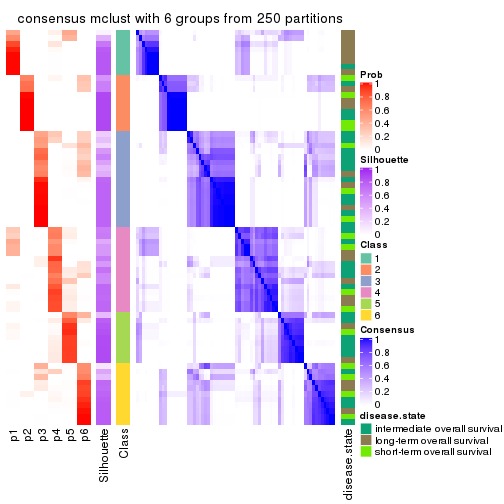 consensus mclust with 6 groups from 250 partitions
Prob
1
0.8
0.6
0.4
0.2
0
Silhouette
1
0.8
0.6
0.4
0.2
0
Class
1
2
3
4
5
6
Consensus
1
0.8
0.6
0.4
0.2
0
disease.state
intermediate overall survival
long-term overall survival
short-term overall survival
p1
p2
p3
p4
p5
p6
Silhouette
Class
disease.state